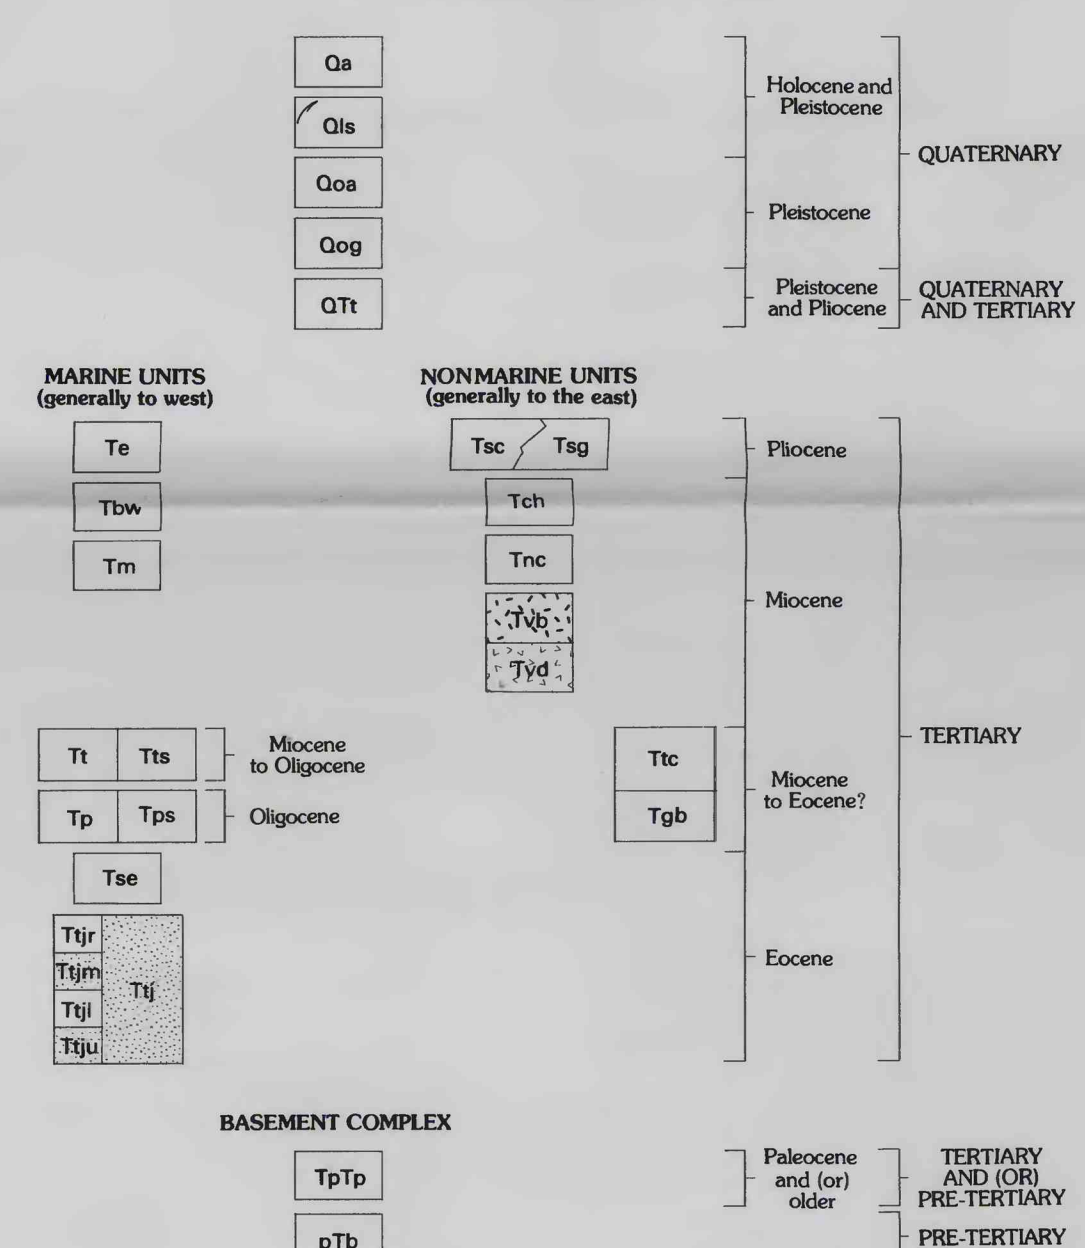 Qa
Holocene and
Pleistocene
Qls
QUATERNARY
Qoa
Pleistocene
Qog
QTt
Pleistocene
and Pliocene
QUATERNARY
AND TERTIARY
MARINE UNITS
(generally to west)
NONMARINE UNITS
(generally to the east)
Te
Tsc
Tsg
Pliocene
Tbw
Tch
Tm
Tnc
Miocene
Tvb
Tvd
TERTIARY
Tt
Tts
Miocene
to Oligocene
Ttc
Miocene
to Eocene?
Tp
Tps
Oligocene
Tgb
Tse
Ttjr
Ttjm
Ttj
Ttjl
Ttju
Eocene
BASEMENT COMPLEX
TpTp
Paleocene
and (or)
older
TERTIARY
AND (OR)
PRE-TERTIARY
pTb
PRE-TERTIARY